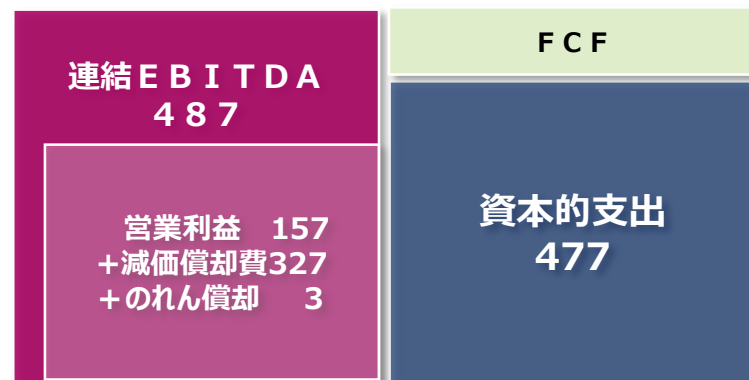 連結ＥＢＩＴＤＡ
４８７
営業利益　157
＋減価償却費327
＋のれん償却　 3
ＦＣＦ
資本的支出
477